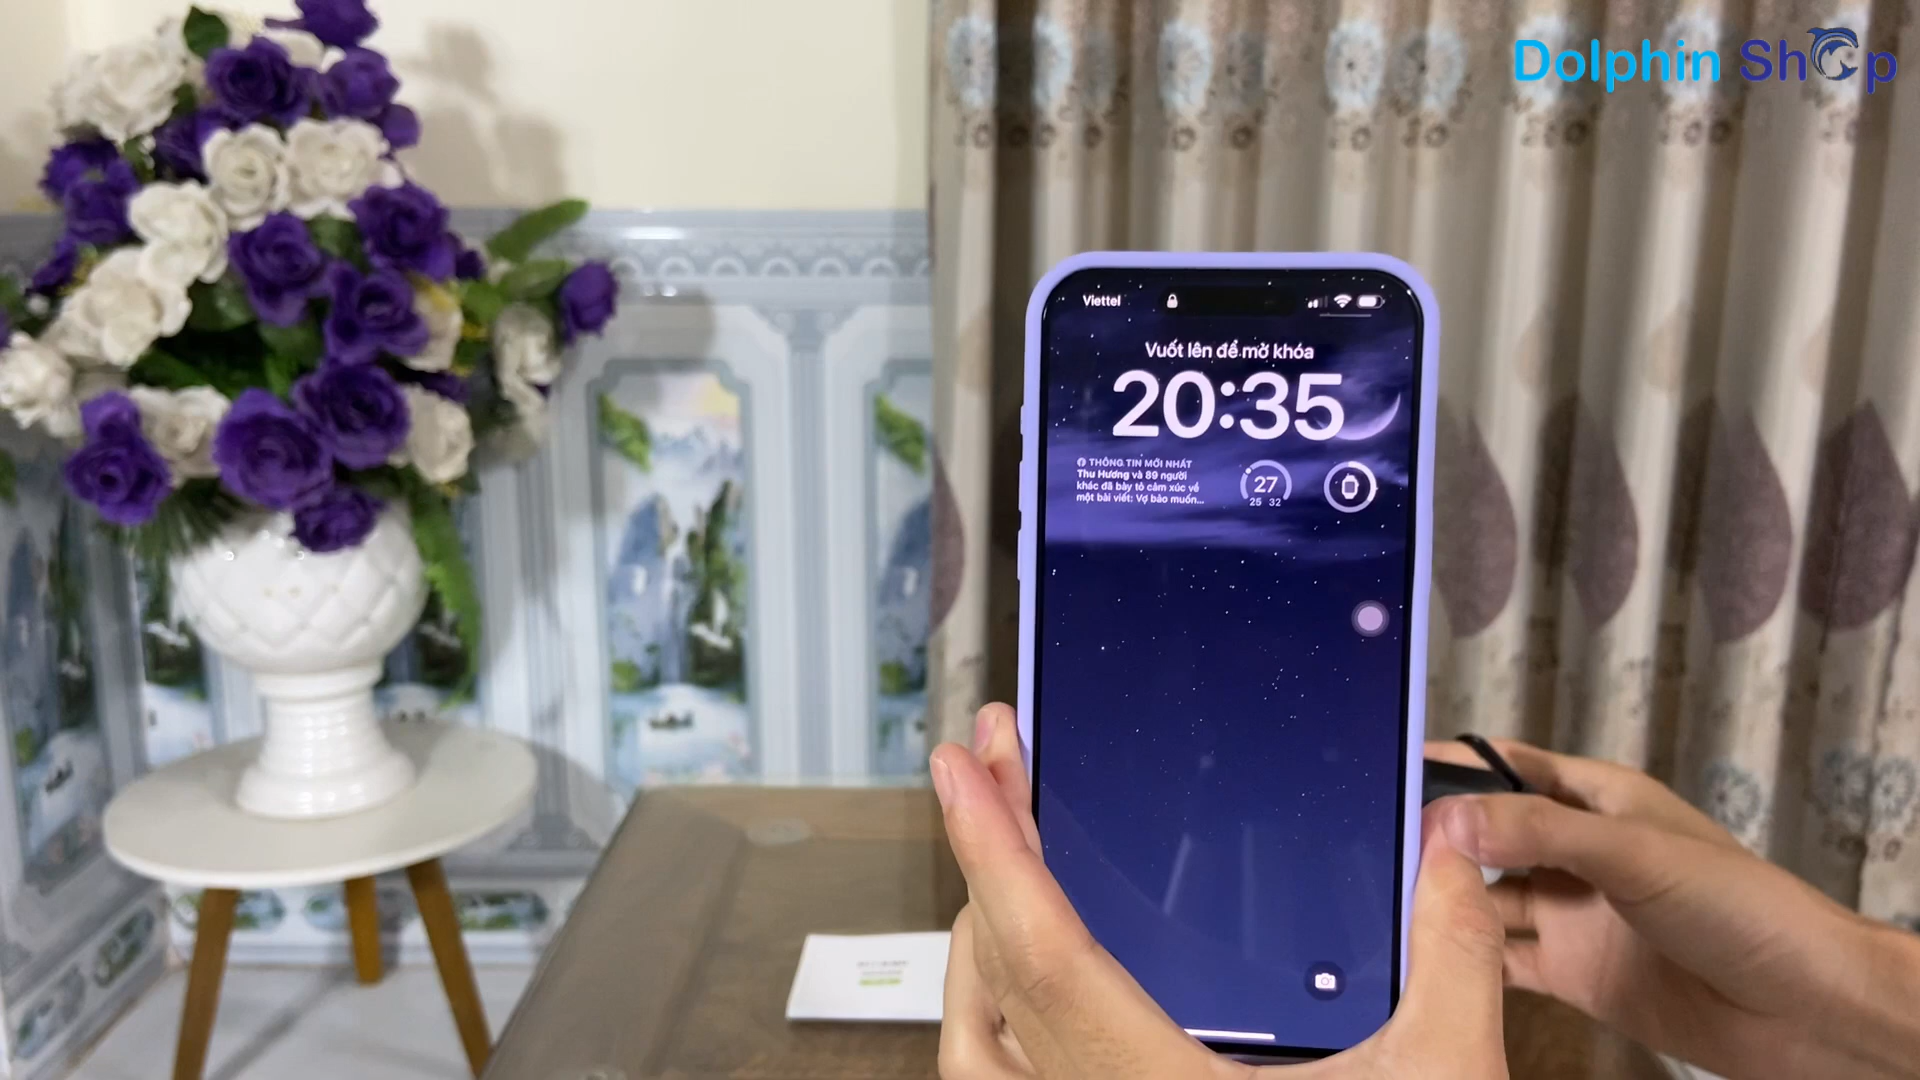 Dolphin Shop
Viettel
Vuốt lên để mở khóa
20:35
THÔNG TIN MỚI NHẤT
Thu Hương và 89 người
khác đã bày tỏ cảm xúc về
một bài viết: Vợ bảo muốn...
27
25 32